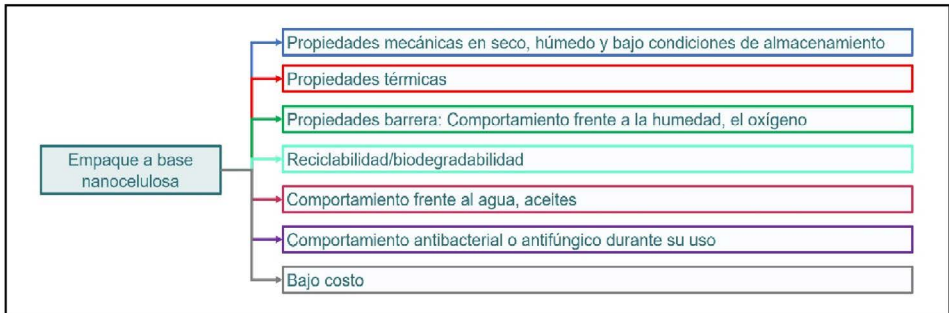 Propiedades mecánicas en seco, húmedo y bajo condiciones de almacenamiento
Propiedades térmicas
Propiedades barrera: Comportamiento frente a la humedad, el oxígeno
Empaque a base
nanocelulosa
Reciclabilidad/biodegradabilidad
Comportamiento frente al agua, aceites
Comportamiento antibacterial o antifúngico durante su uso
Bajo costo